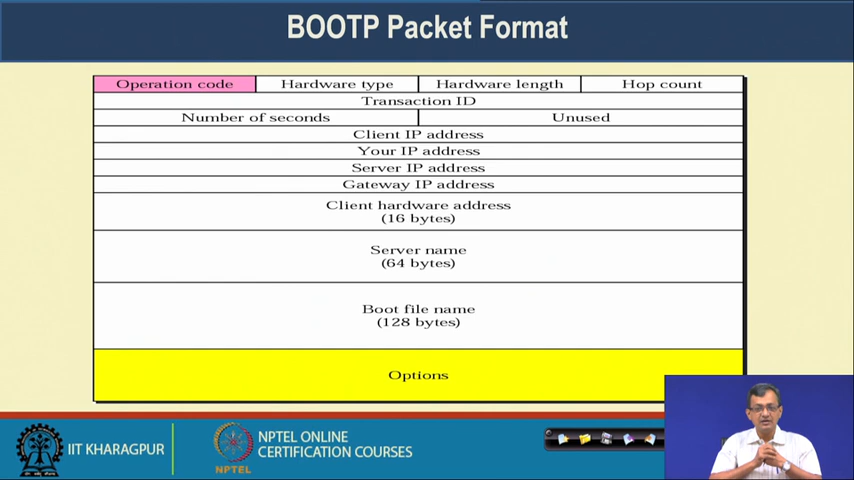 BOOTP Packet Format
Operation code
Hardware type
Hardware length
Hop count
Transaction ID
Number of seconds
Unused
Client IP address
Your IP address
Server IP address
Gateway IP address
Client hardware address
(16 bytes)
Server name
(64 bytes)
Boot file name
(128 bytes)
Options
IIT KHARAGPUR
NPTEL
NPTEL ONLINE
CERTIFICATION COURSES